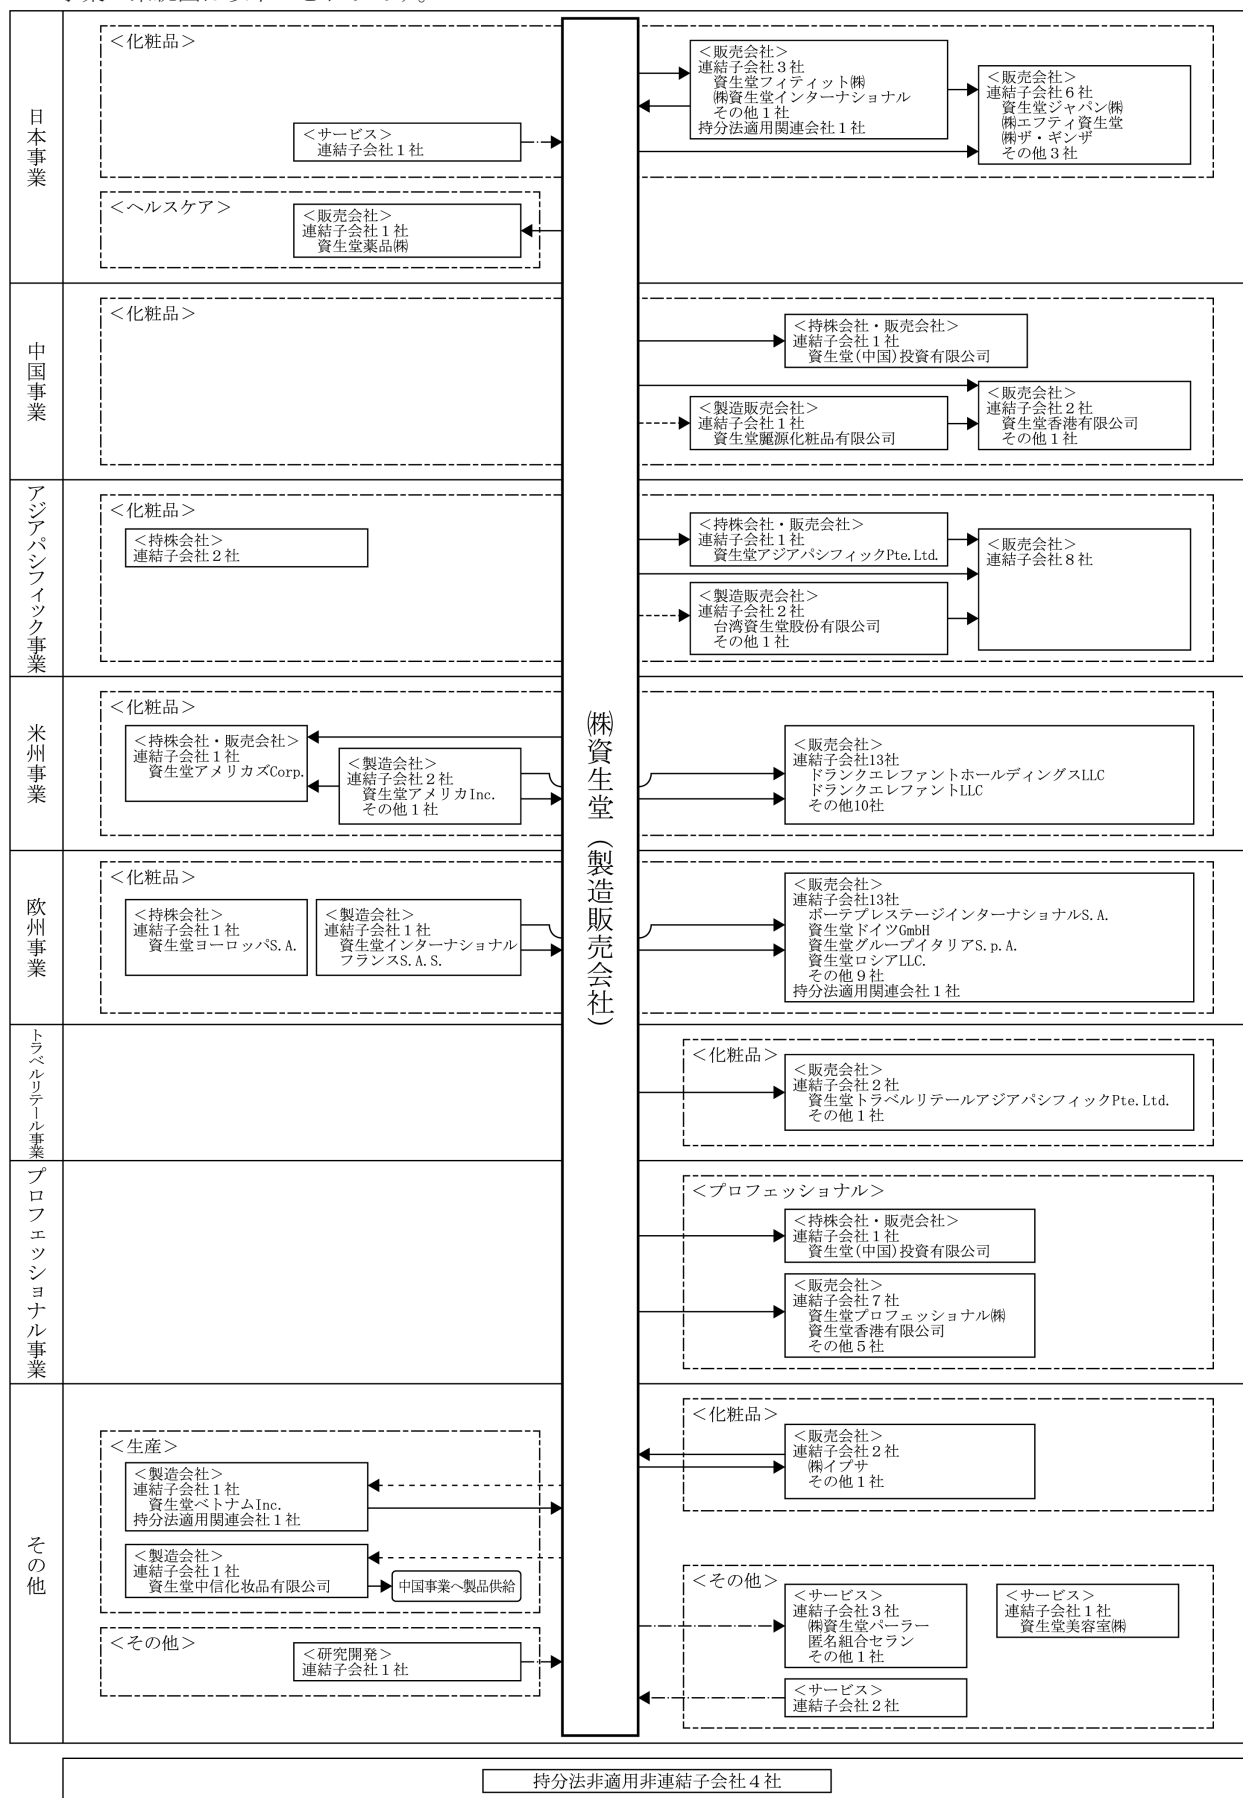 日本事業
＜化粧品＞
＜サービス＞
連結子会社１社
＜販売会社＞
連結子会社３社
資生堂フィティット㈱
㈱資生堂インターナショナル
その他１社
持分法適用関連会社１社
＜販売会社＞
連結子会社６社
資生堂ジャパン㈱
㈱エフティ資生堂
㈱ザ・ギンザ
その他３社
＜ヘルスケア＞
＜販売会社＞
連結子会社１社
資生堂薬品㈱
中国事業
＜化粧品＞
＜持株会社・販売会社＞
連結子会社１社
資生堂(中国)投資有限公司
＜製造販売会社＞
連結子会社１社
資生堂麗源化粧品有限公司
＜販売会社＞
連結子会社２社
資生堂香港有限公司
その他１社
アジアパシフィック事業
＜化粧品＞
＜持株会社＞
連結子会社２社
＜持株会社・販売会社＞
連結子会社１社
資生堂アジアパシフィックPte.Ltd.
＜製造販売会社＞
連結子会社２社
台湾資生堂股份有限公司
その他１社
＜販売会社＞
連結子会社８社
㈱資生堂（製造販売会社）
米州事業
＜化粧品＞
＜持株会社・販売会社＞
連結子会社１社
資生堂アメリカズCorp.
＜製造会社＞
連結子会社２社
資生堂アメリカInc.
その他１社
＜販売会社＞
連結子会社13社
ドランクエレファントホールディングスLLC
ドランクエレファントLLC
その他10社
欧州事業
＜化粧品＞
＜持株会社＞
連結子会社１社
資生堂ヨーロッパS.A.
＜製造会社＞
連結子会社１社
資生堂インターナショナル
フランスS.A.S.
＜販売会社＞
連結子会社13社
ボーテプレステージインターナショナルS.A.
資生堂ドイツGmbH
資生堂グループイタリアS.p.A.
資生堂ロシアLLC.
その他９社
持分法適用関連会社１社
トラベルリテール事業
＜化粧品＞
＜販売会社＞
連結子会社２社
資生堂トラベルリテールアジアパシフィックPte.Ltd.
その他１社
プロフェッショナル事業
＜プロフェッショナル＞
＜持株会社・販売会社＞
連結子会社１社
資生堂(中国)投資有限公司
＜販売会社＞
連結子会社７社
資生堂プロフェッショナル㈱
資生堂香港有限公司
その他５社
その他
＜生産＞
＜製造会社＞
連結子会社１社
資生堂ベトナムInc.
持分法適用関連会社１社
＜製造会社＞
連結子会社１社
資生堂中信化妆品有限公司
中国事業へ製品供給
＜その他＞
＜研究開発＞
連結子会社１社
＜化粧品＞
＜販売会社＞
連結子会社２社
㈱イプサ
その他１社
＜その他＞
＜サービス＞
連結子会社３社
㈱資生堂パーラー
匿名組合セラン
その他１社
＜サービス＞
連結子会社１社
資生堂美容室㈱
＜サービス＞
連結子会社２社
持分法非適用非連結子会社４社